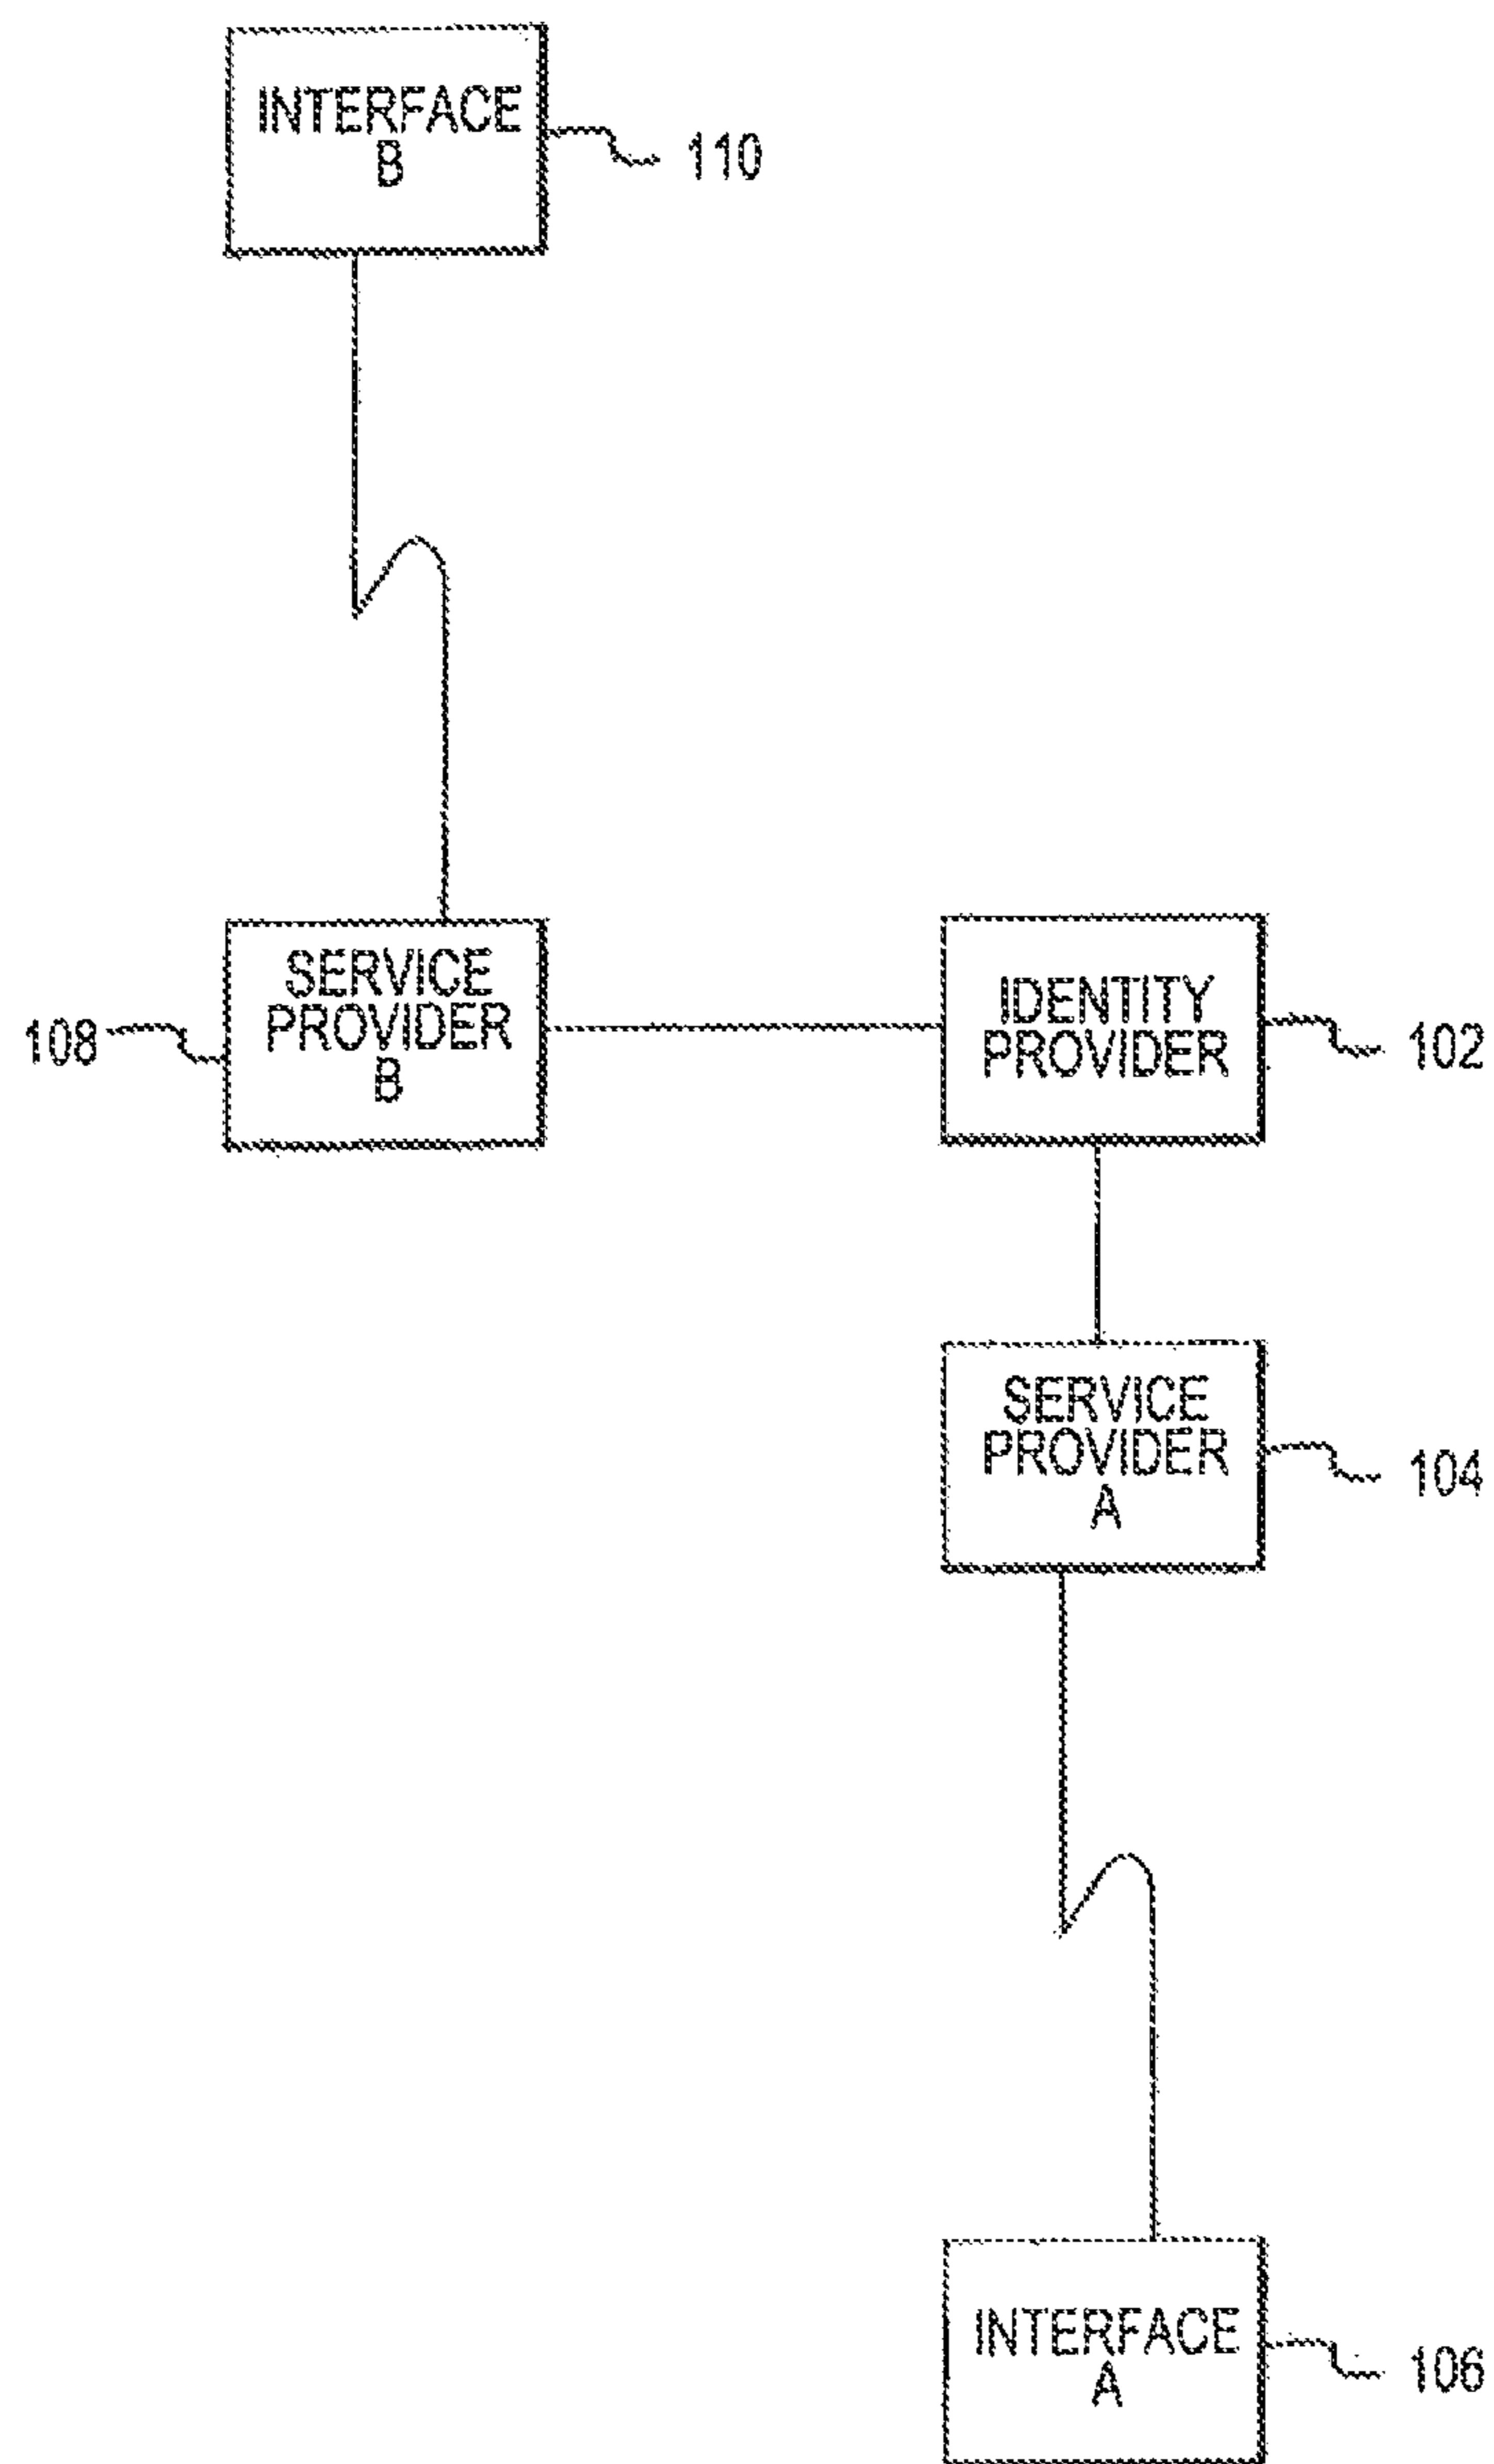 INTERFACE
B
110
SERVICE
PROVIDER
B
108
IDENTITY
PROVIDER
102
SERVICE
PROVIDER
A
104
INTERFACE
A
106